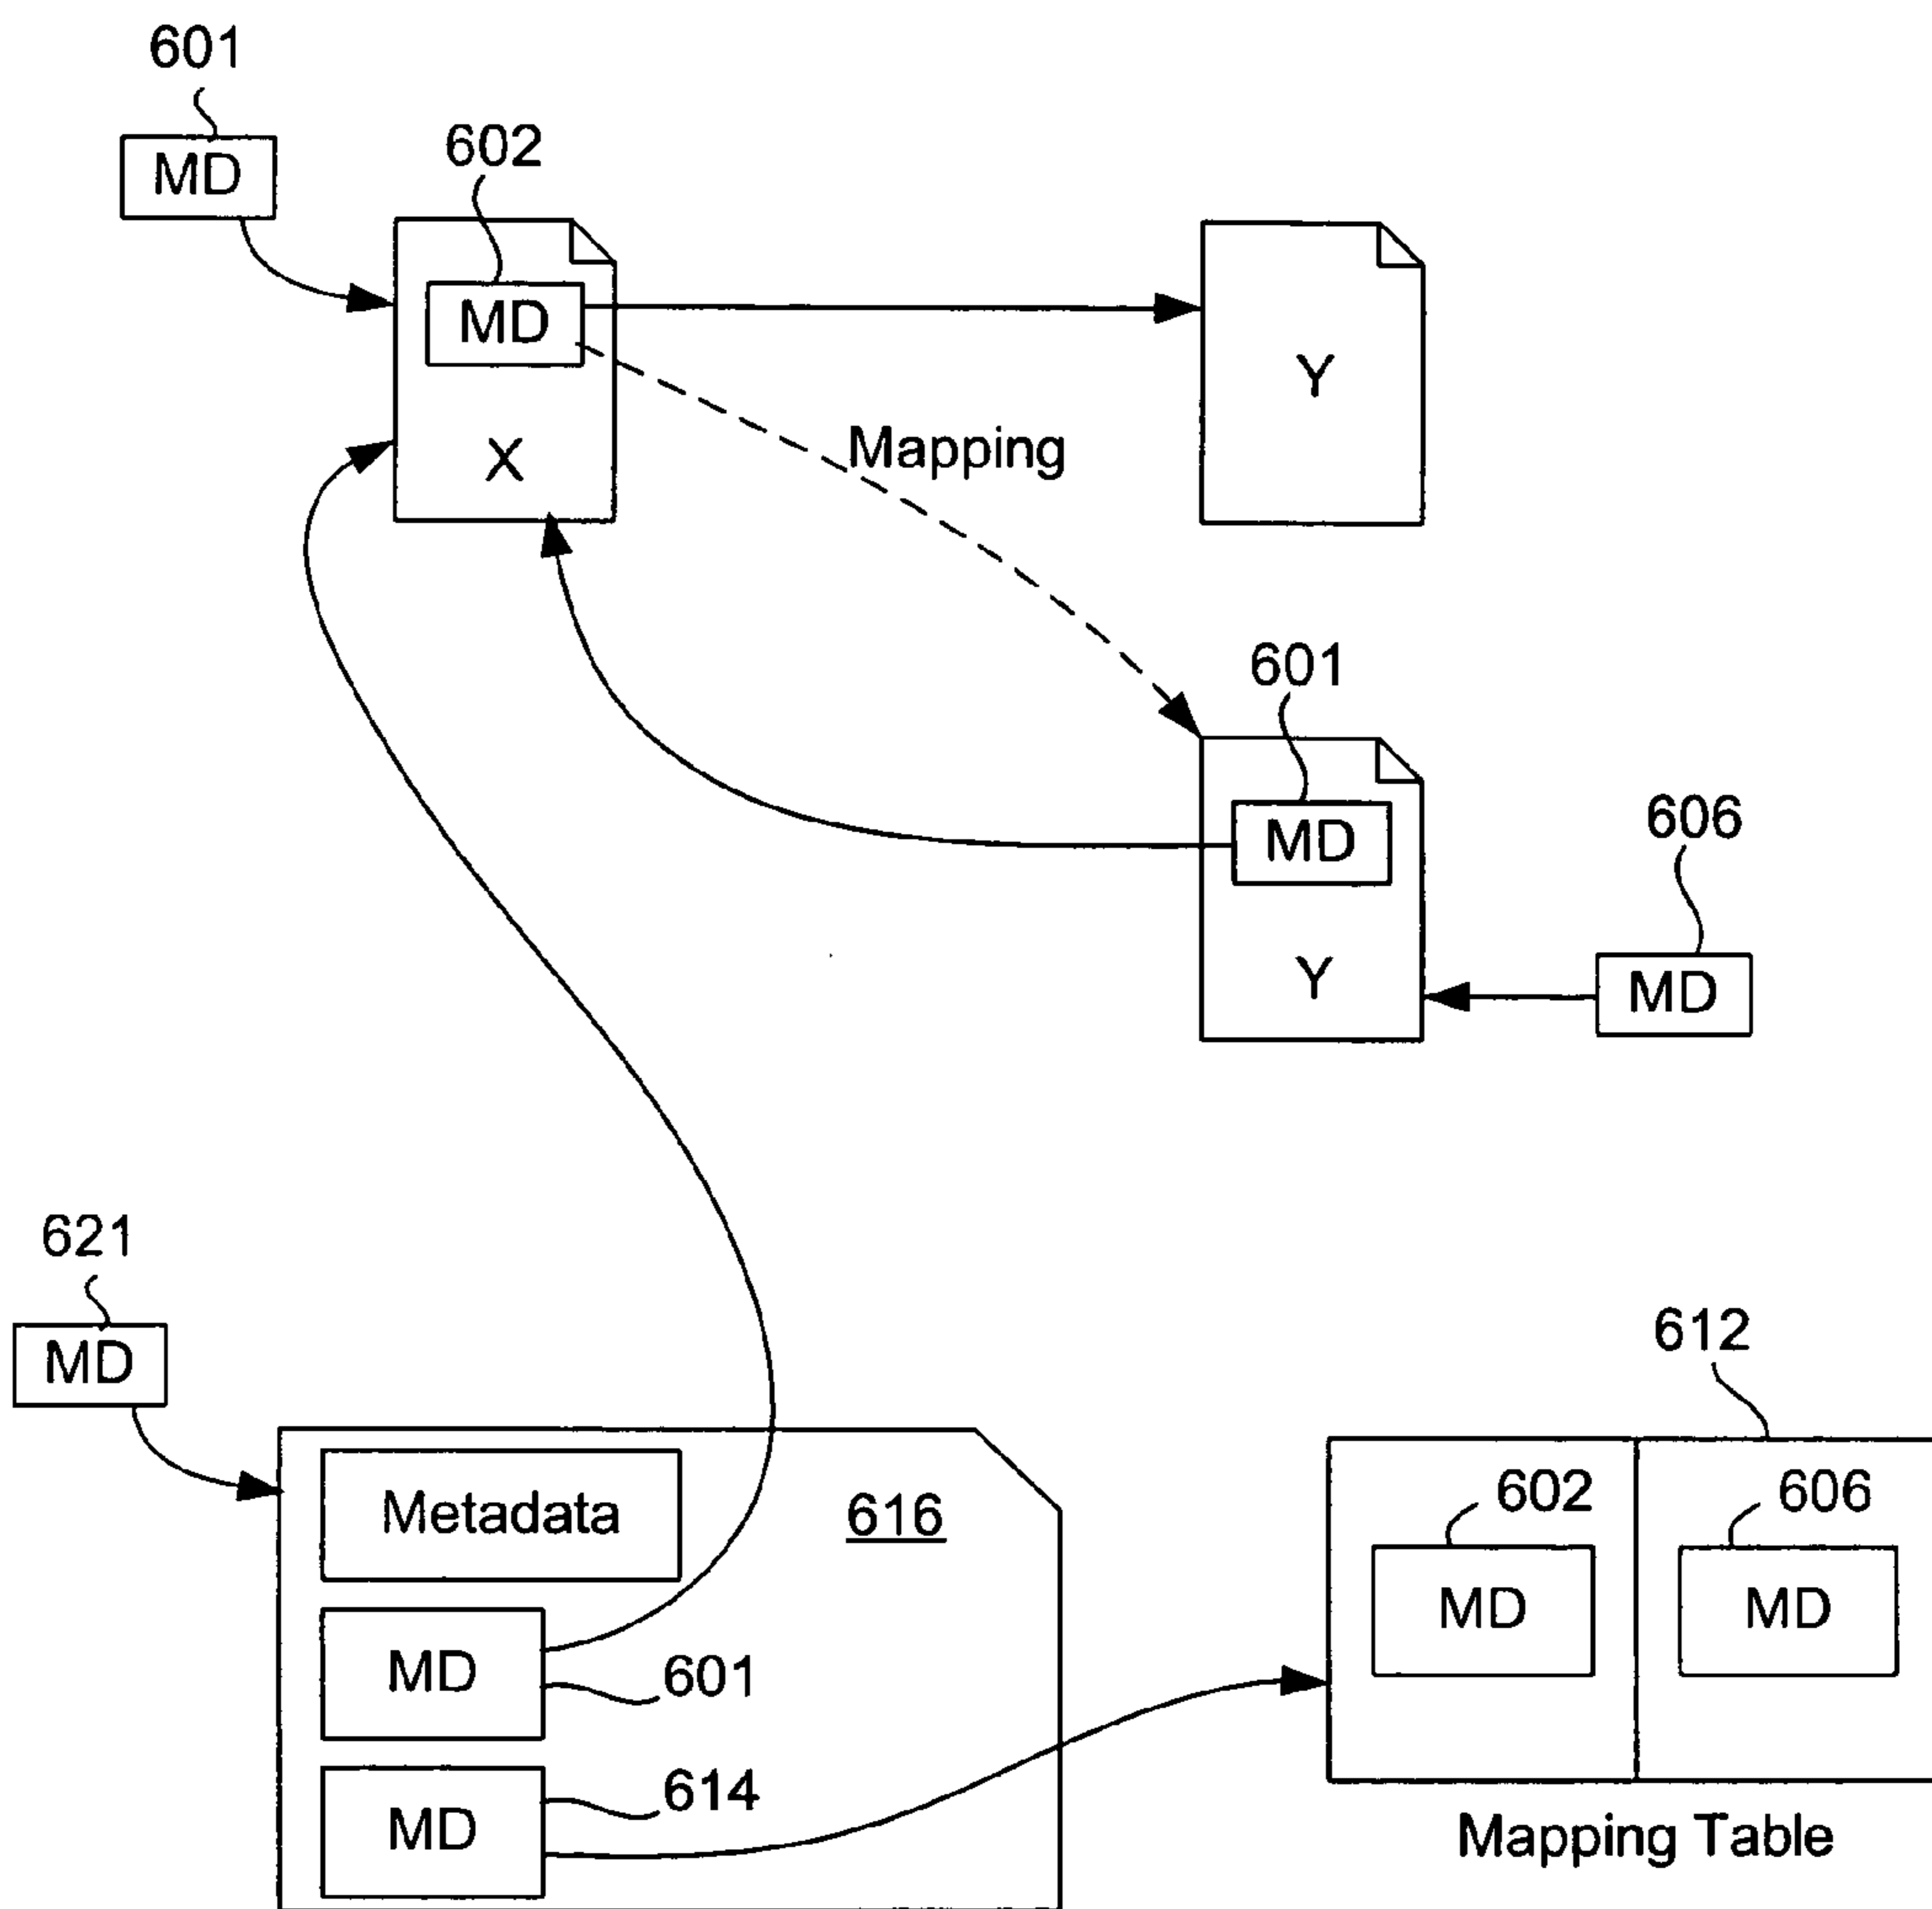 601
MD
602
MD
X
Y
Mapping
601
MD
Y
606
MD
621
MD
612
Metadata
616
602
606
MD
MD
MD
601
MD
614
Mapping Table